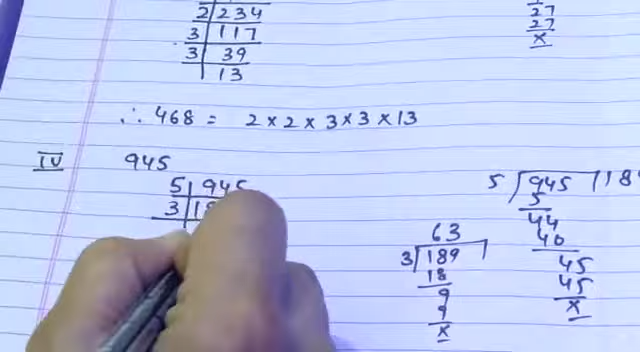 2 | 234
3 | 117
3 | 39
13
27
27
x
∴ 468 = 2 × 2 × 3 × 3 × 13
IV 945
5 | 945
3 | 1
5 ) 945 ( 18
5
44
40
45
45
x
63
3 ) 189
18
9
9
x